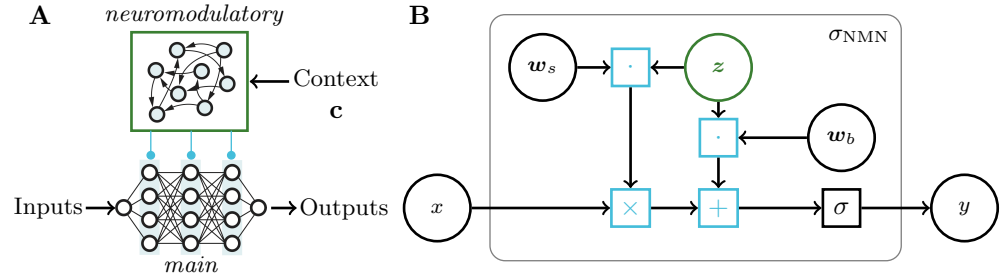 A
neuromodulatory
Context
c
Inputs
Outputs
main
B
σNMN
ws
·
z
·
wb
x
×
+
σ
y